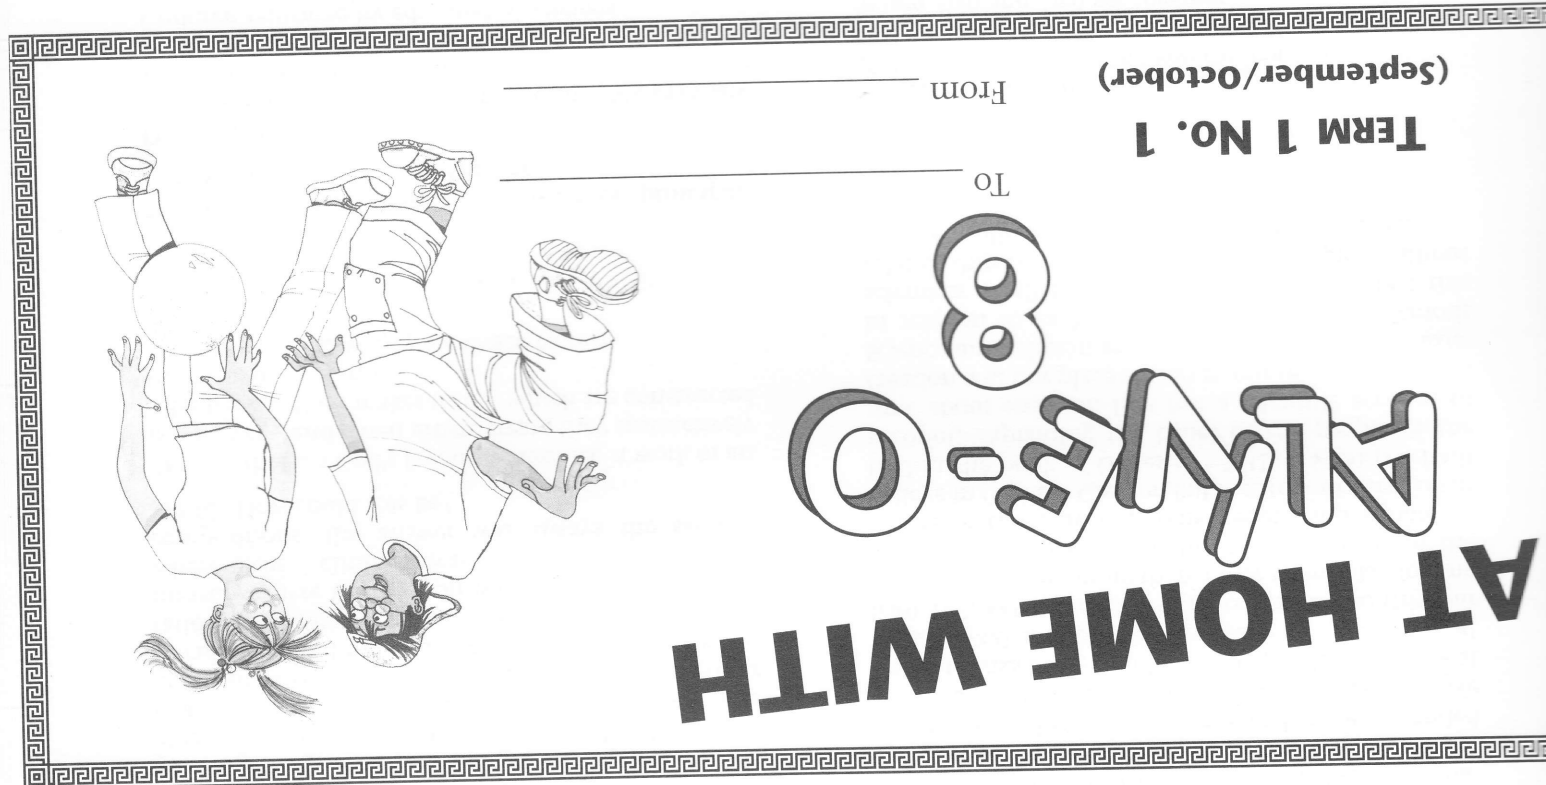 AT HOME WITH
ALIVE-O
8
TERM 1 NO. 1
(September/October)
To
From